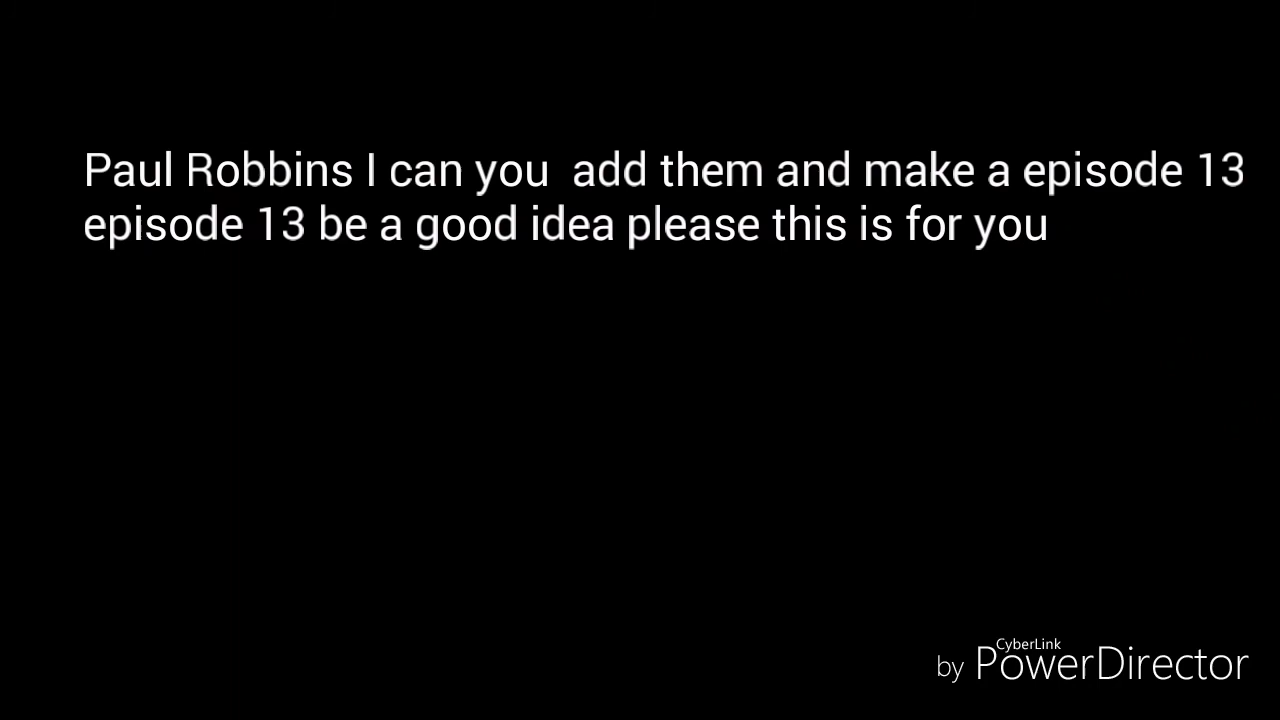 Paul Robbins I can you  add them and make a episode 13
episode 13 be a good idea please this is for you
CyberLink
by PowerDirector